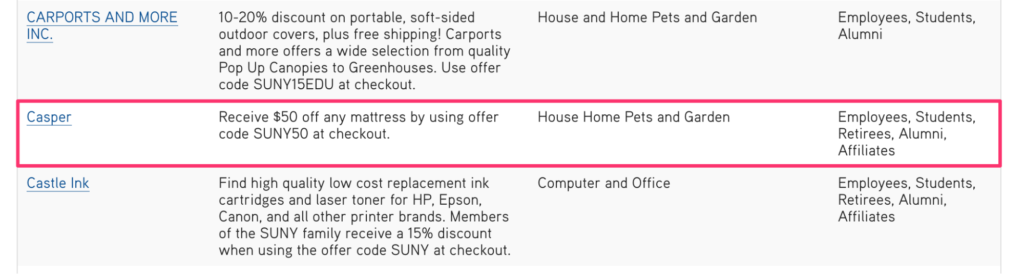 CARPORTS AND MORE
INC.
10-20% discount on portable, soft-sided
outdoor covers, plus free shipping! Carports
and more offers a wide selection from quality
Pop Up Canopies to Greenhouses. Use offer
code SUNY15EDU at checkout.
House and Home Pets and Garden
Employees, Students,
Alumni
Casper
Receive $50 off any mattress by using offer
code SUNY50 at checkout.
House Home Pets and Garden
Employees, Students,
Retirees, Alumni,
Affiliates
Castle Ink
Find high quality low cost replacement ink
cartridges and laser toner for HP, Epson,
Canon, and all other printer brands. Members
of the SUNY family receive a 15% discount
when using the offer code SUNY at checkout.
Computer and Office
Employees, Students,
Retirees, Alumni,
Affiliates